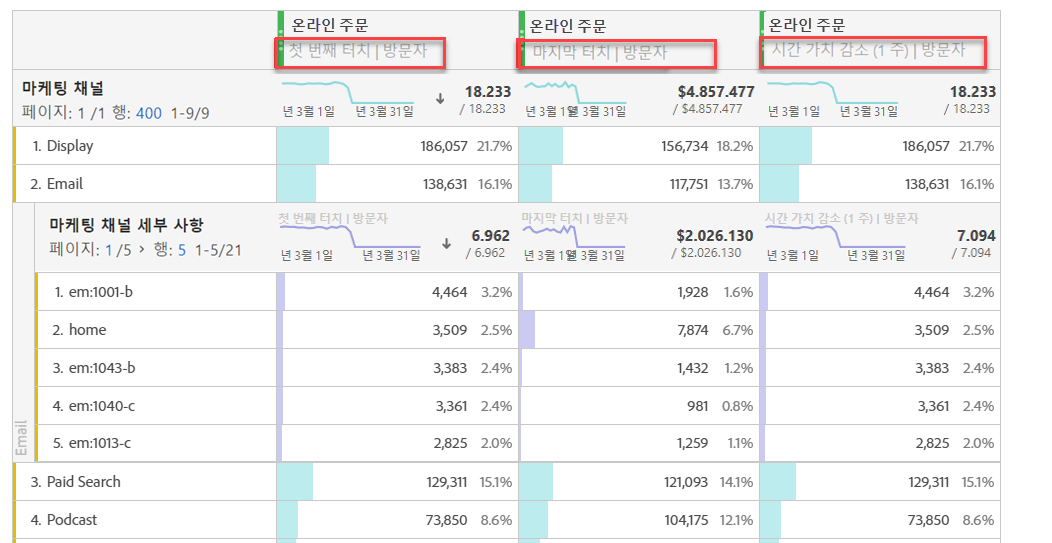 온라인 주문 온라인 주문 온라인 주문
첫 번째 터치 | 방문자 마지막 터치 | 방문자 시간 가치 감소 (1 주) | 방문자
마케팅 채널 18.233 $4.857.477 18.233
페이지: 1 /1 행: 400 1-9/9 년 3월 1일 년 3월 31일 / 18.233 년 3월 1일 월 3월 31일 / $4.857.477 년 3월 1일 년 3월 31일 / 18.233
1. Display 186,057 21.7% 156,734 18.2% 186,057 21.7%
2. Email 138,631 16.1% 117,751 13.7% 138,631 16.1%
첫 번째 터치 | 방문자 마지막 터치 | 방문자 시간 가치 감소 (1 주) | 방문자
마케팅 채널 세부 사항 6.962 $2.026.130 7.094
페이지: 1 /5 > 행: 5 1-5/21 년 3월 1일 년 3월 31일 / 6.962 년 3월 1일 월 3월 31일 / $2.026.130 년 3월 1일 년 3월 31일 / 7.094
1. em:1001-b 4,464 3.2% 1,928 1.6% 4,464 3.2%
2. home 3,509 2.5% 7,874 6.7% 3,509 2.5%
3. em:1043-b 3,383 2.4% 1,432 1.2% 3,383 2.4%
4. em:1040-c 3,361 2.4% 981 0.8% 3,361 2.4%
5. em:1013-c 2,825 2.0% 1,259 1.1% 2,825 2.0%
Email
3. Paid Search 129,311 15.1% 121,093 14.1% 129,311 15.1%
4. Podcast 73,850 8.6% 104,175 12.1% 73,850 8.6%